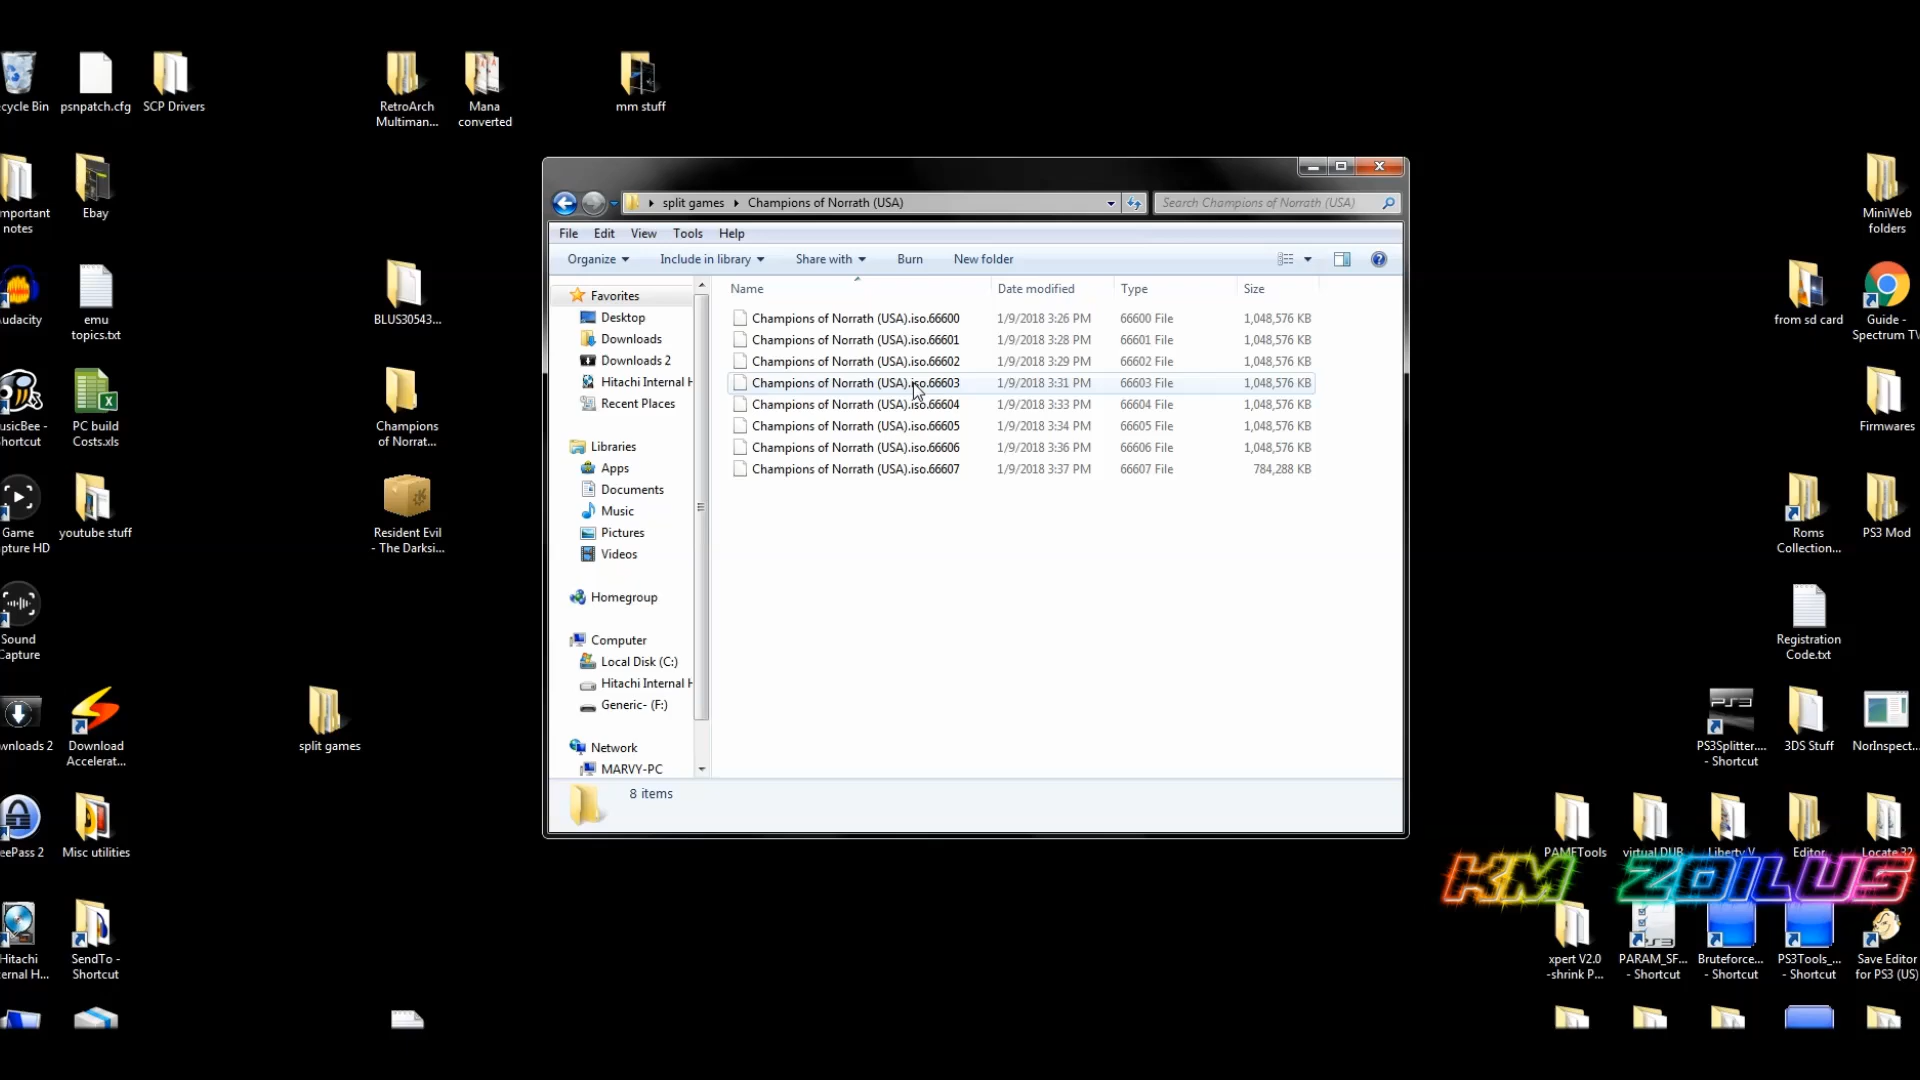 cycle Bin
psnpatch.cfg
SCP Drivers
RetroArch
Multiman...
Mana
converted
mm stuff
mportant
notes
Ebay
MiniWeb
folders
udacity
emu
topics.txt
BLUS30543...
from sd card
Guide -
Spectrum TV
usicBee -
hortcut
PC build
Costs.xls
Champions
of Norrat...
Firmwares
Game
apture HD
youtube stuff
Resident Evil
- The Darksi...
Roms
Collection...
PS3 Mod
Sound
Capture
Registration
Code.txt
wnloads 2
Download
Accelerat...
split games
PS3
PS3Splitter....
- Shortcut
3DS Stuff
NorInspect...
eePass 2
Misc utilities
PAMFTools
virtual DUB
Liberty V
Editor
Locate 32
KM ZOILUS
Hitachi
ernal H...
SendTo -
Shortcut
xpert V2.0
-shrink P...
PARAM_SF...
- Shortcut
Bruteforce...
- Shortcut
PS3Tools_...
- Shortcut
Save Editor
for PS3 (US)
split games
Champions of Norrath (USA)
Search Champions of Norrath (USA)
File Edit View Tools Help
Organize Include in library Share with Burn New folder
Favorites
Desktop
Downloads
Downloads 2
Hitachi Internal H
Recent Places
Libraries
Apps
Documents
Music
Pictures
Videos
Homegroup
Computer
Local Disk (C:)
Hitachi Internal H
Generic- (F:)
Network
MARVY-PC
Name Date modified Type Size
Champions of Norrath (USA).iso.66600 1/9/2018 3:26 PM 66600 File 1,048,576 KB
Champions of Norrath (USA).iso.66601 1/9/2018 3:28 PM 66601 File 1,048,576 KB
Champions of Norrath (USA).iso.66602 1/9/2018 3:29 PM 66602 File 1,048,576 KB
Champions of Norrath (USA).iso.66603 1/9/2018 3:31 PM 66603 File 1,048,576 KB
Champions of Norrath (USA).iso.66604 1/9/2018 3:33 PM 66604 File 1,048,576 KB
Champions of Norrath (USA).iso.66605 1/9/2018 3:34 PM 66605 File 1,048,576 KB
Champions of Norrath (USA).iso.66606 1/9/2018 3:36 PM 66606 File 1,048,576 KB
Champions of Norrath (USA).iso.66607 1/9/2018 3:37 PM 66607 File 784,288 KB
8 items